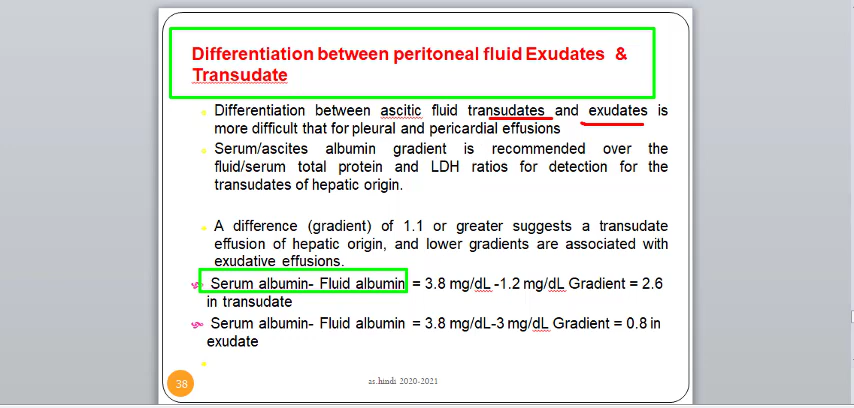 Differentiation between peritoneal fluid Exudates &
Transudate
Differentiation between ascitic fluid transudates and exudates is
more difficult that for pleural and pericardial effusions
Serum/ascites albumin gradient is recommended over the
fluid/serum total protein and LDH ratios for detection for the
transudates of hepatic origin.
A difference (gradient) of 1.1 or greater suggests a transudate
effusion of hepatic origin, and lower gradients are associated with
exudative effusions.
Serum albumin- Fluid albumin = 3.8 mg/dL -1.2 mg/dL Gradient = 2.6
in transudate
Serum albumin- Fluid albumin = 3.8 mg/dL-3 mg/dL Gradient = 0.8 in
exudate
38
as.hindi 2020-2021